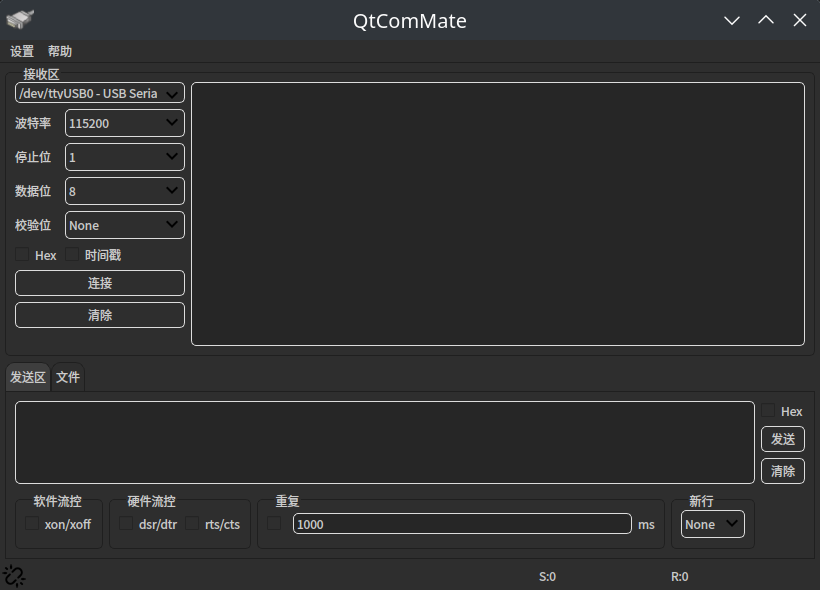 QtComMate
设置 帮助
接收区
/dev/ttyUSB0 - USB Seria
波特率 115200
停止位 1
数据位 8
校验位 None
Hex 时间戳
连接
清除
发送区 文件
Hex
发送
清除
软件流控 硬件流控 重复 新行
xon/xoff dsr/dtr rts/cts 1000 ms None
S:0 R:0